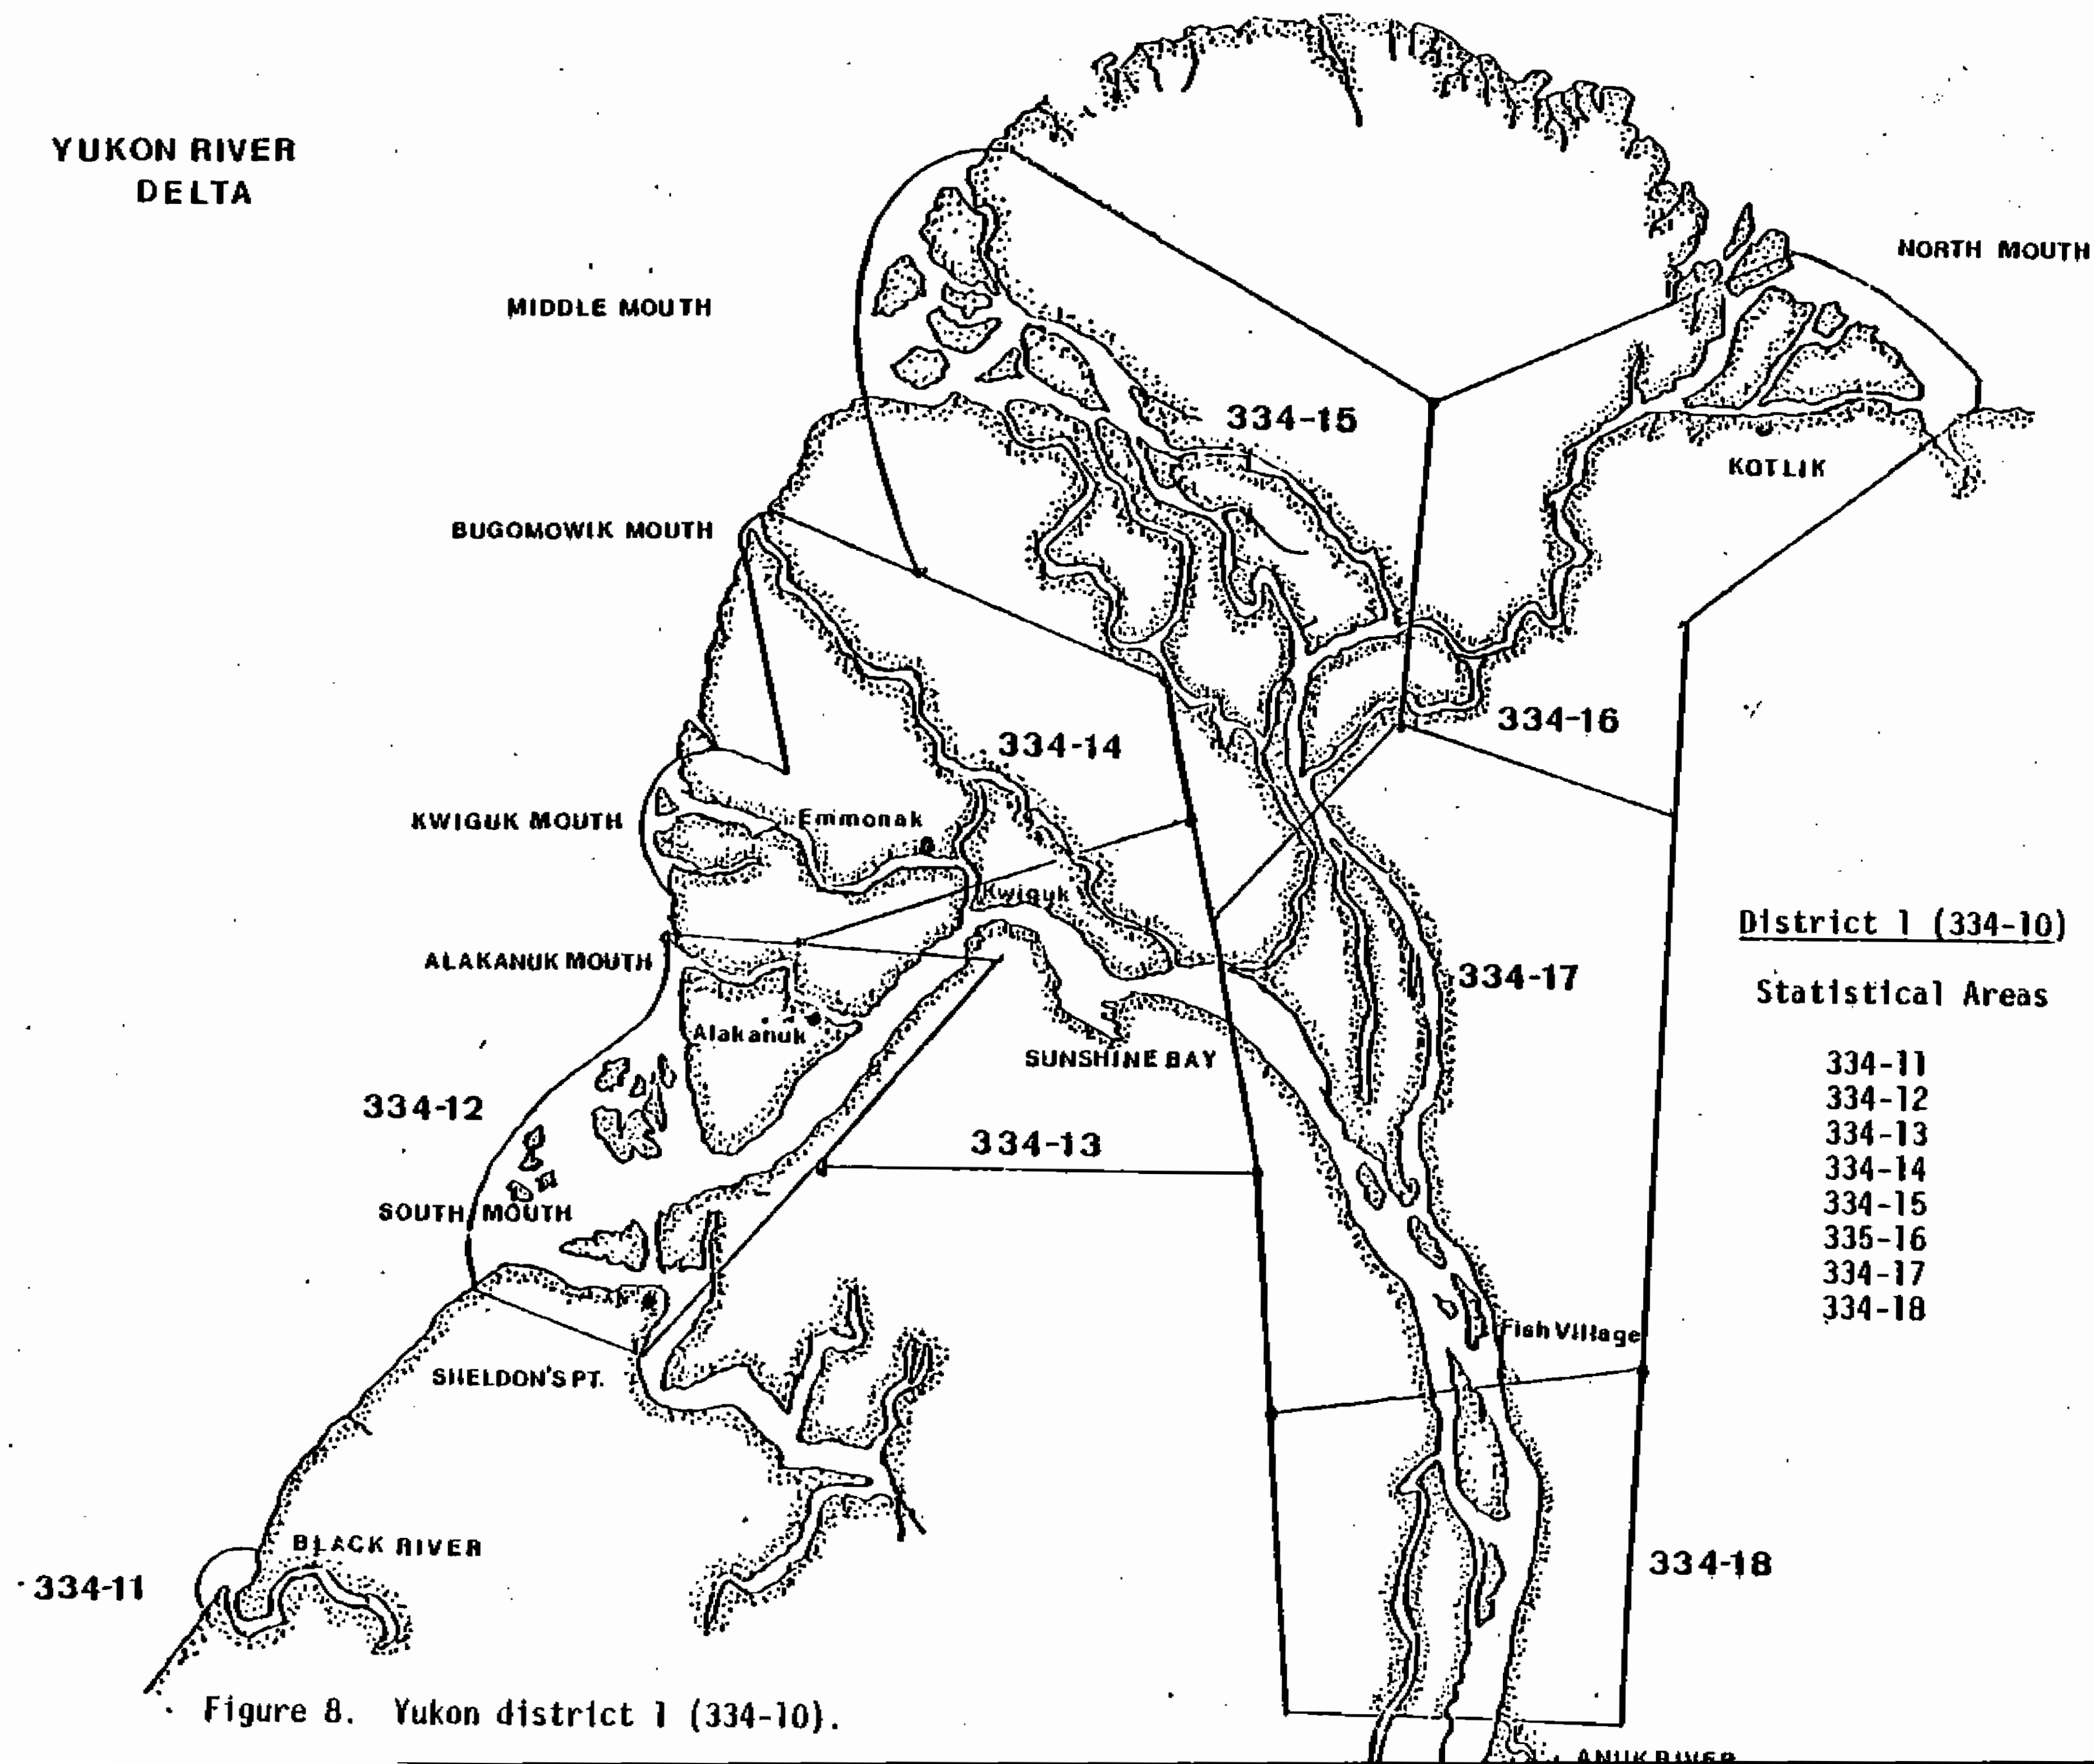 YUKON RIVER
DELTA
NORTH MOUTH
MIDDLE MOUTH
334-15
KOTLIK
BUGOMOWIK MOUTH
334-16
334-14
KWIGUK MOUTH
Emmonak
Kwiguk
District 1 (334-10)
ALAKANUK MOUTH
334-17
Statistical Areas
Alakanuk
SUNSHINE BAY
334-11
334-12
334-13
334-14
334-15
335-16
334-17
334-18
334-12
334-13
SOUTH MOUTH
Fish Village
SHELDON'S PT.
BLACK RIVER
334-11
334-18
Figure 8. Yukon district 1 (334-10).
ANUK RIVER